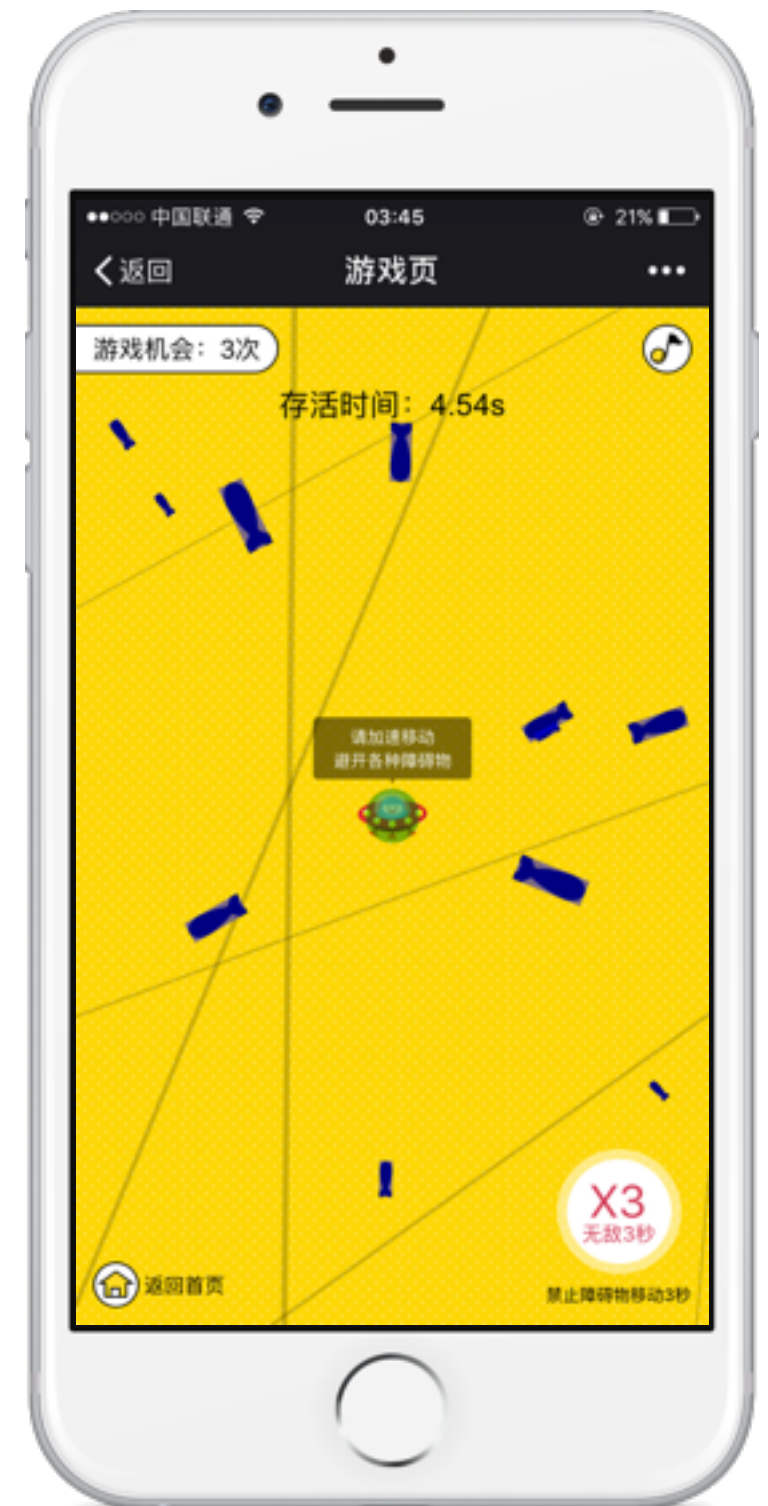 中国联通 03:45 21%
返回 游戏页
游戏机会：3次
存活时间：4.54s
请加速移动
避开各种障碍物
X3
无敌3秒
返回首页
禁止障碍物移动3秒